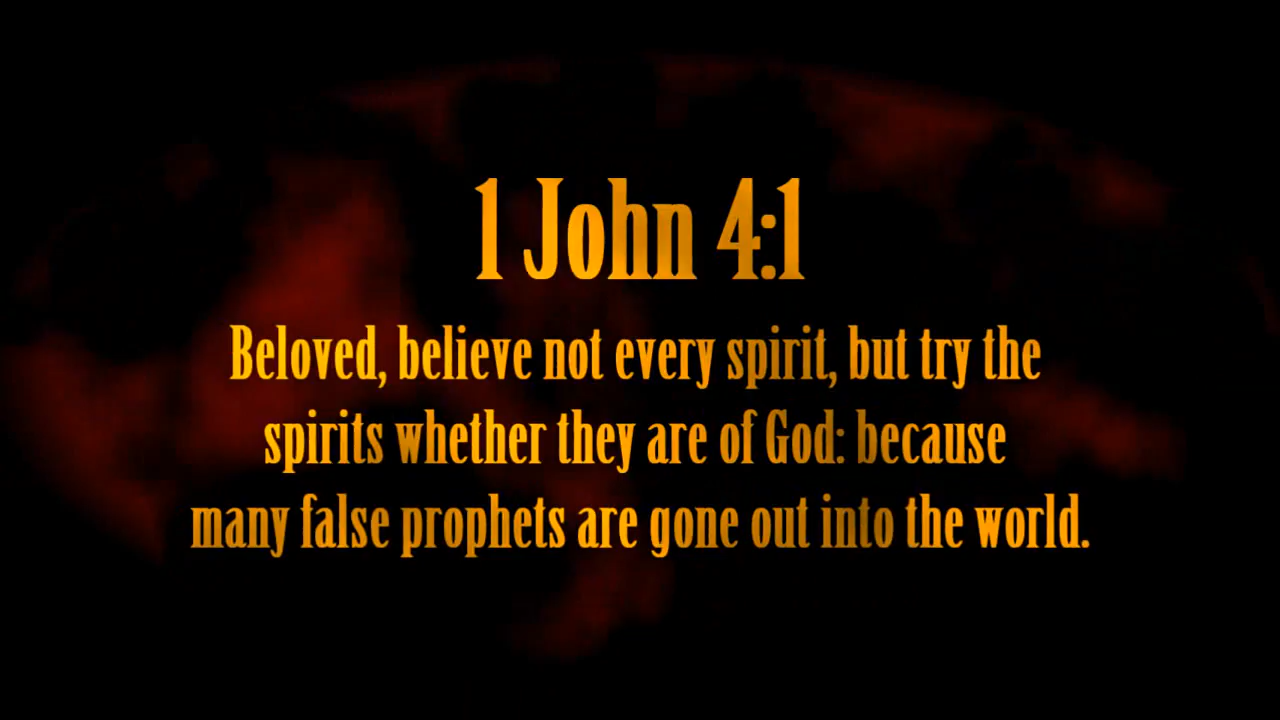 1 John 4:1
Beloved, believe not every spirit, but try the
spirits whether they are of God: because
many false prophets are gone out into the world.